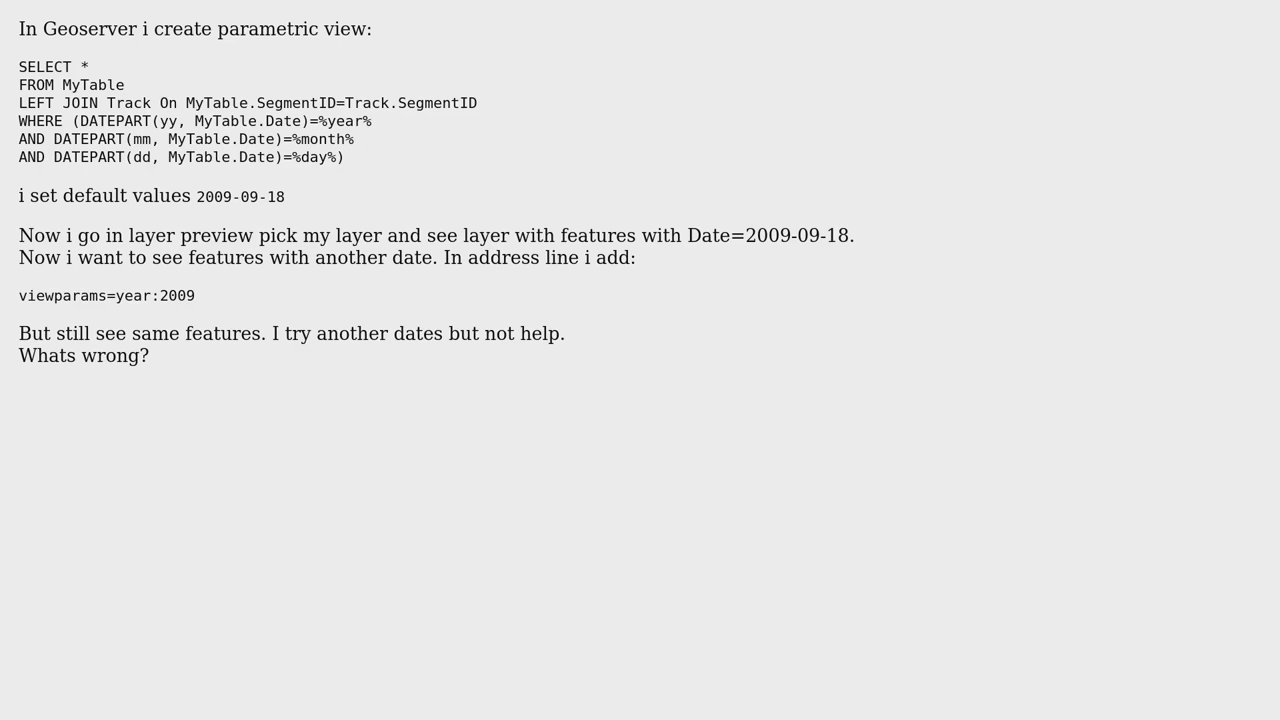 In Geoserver i create parametric view:
SELECT *
FROM MyTable
LEFT JOIN Track On MyTable.SegmentID=Track.SegmentID
WHERE (DATEPART(yy, MyTable.Date)=%year%
AND DATEPART(mm, MyTable.Date)=%month%
AND DATEPART(dd, MyTable.Date)=%day%)
i set default values 2009-09-18
Now i go in layer preview pick my layer and see layer with features with Date=2009-09-18.
Now i want to see features with another date. In address line i add:
viewparams=year:2009
But still see same features. I try another dates but not help.
Whats wrong?